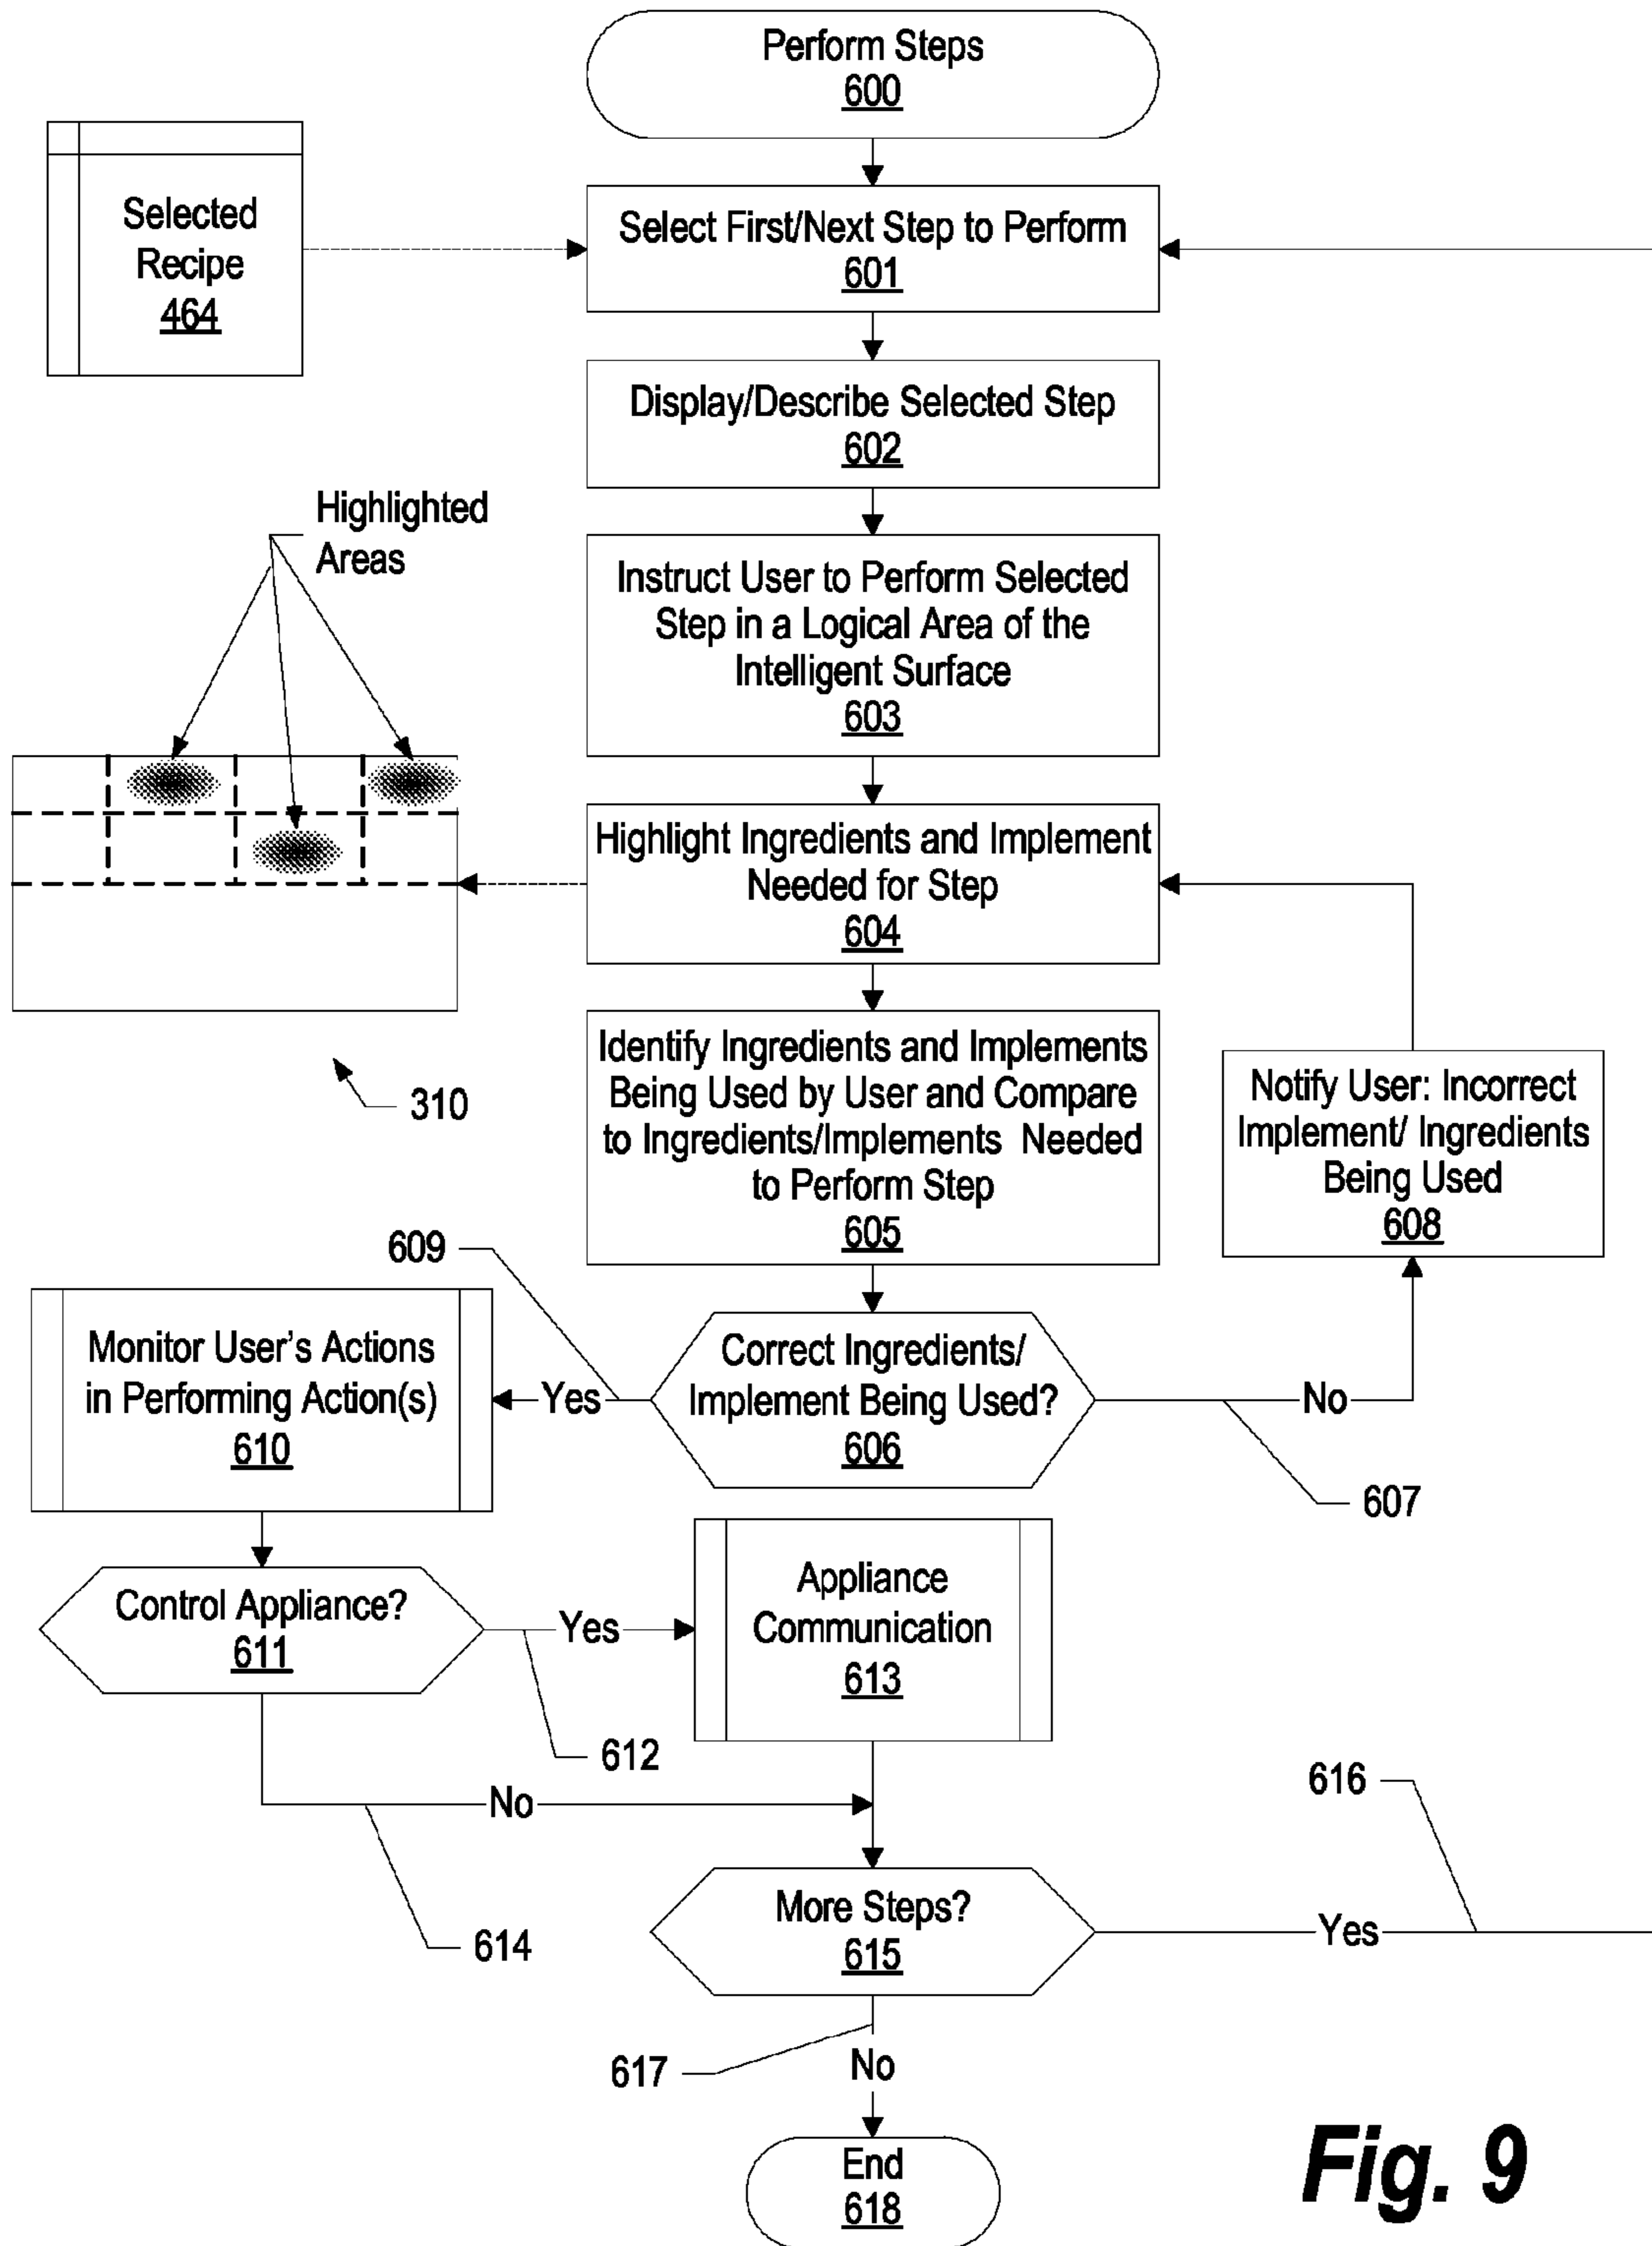 Perform Steps
600
Selected
Recipe
464
Select First/Next Step to Perform
601
Display/Describe Selected Step
602
Highlighted
Areas
Instruct User to Perform Selected
Step in a Logical Area of the
Intelligent Surface
603
Highlight Ingredients and Implement
Needed for Step
604
310
Identify Ingredients and Implements
Being Used by User and Compare
to Ingredients/Implements Needed
to Perform Step
605
Notify User: Incorrect
Implement/ Ingredients
Being Used
608
609
Monitor User's Actions
in Performing Action(s)
610
Yes
Correct Ingredients/
Implement Being Used?
606
No
607
Control Appliance?
611
Yes
612
Appliance
Communication
613
No
614
616
More Steps?
615
Yes
617
No
End
618
Fig. 9